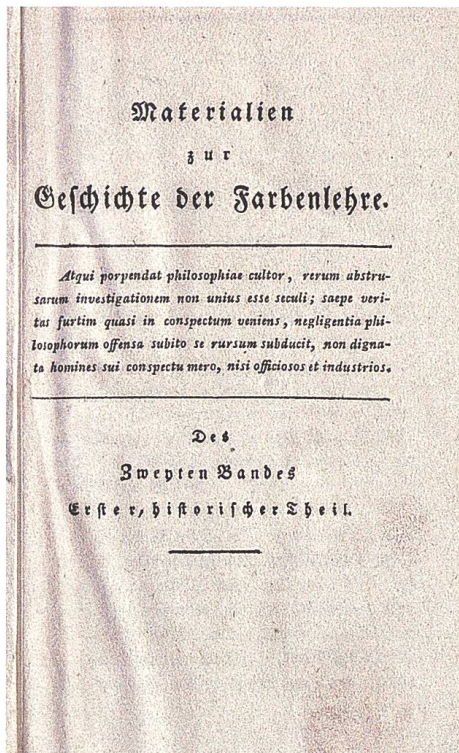 Materialien
zur
Geſchichte der Farbenlehre.
Atqui porpendat philosophiae cultor, rerum abstru-
sarum investigationem non unius esse seculi; saepe veri-
tas furtim quasi in conspectum veniens, negligentia phi-
losophorum offensa subito se rursum subducit, non digna-
ta homines sui conspectu mero, nisi officiosos et industrios.
Des
Zweyten Bandes
Erſter, hiſtoriſcher Theil.